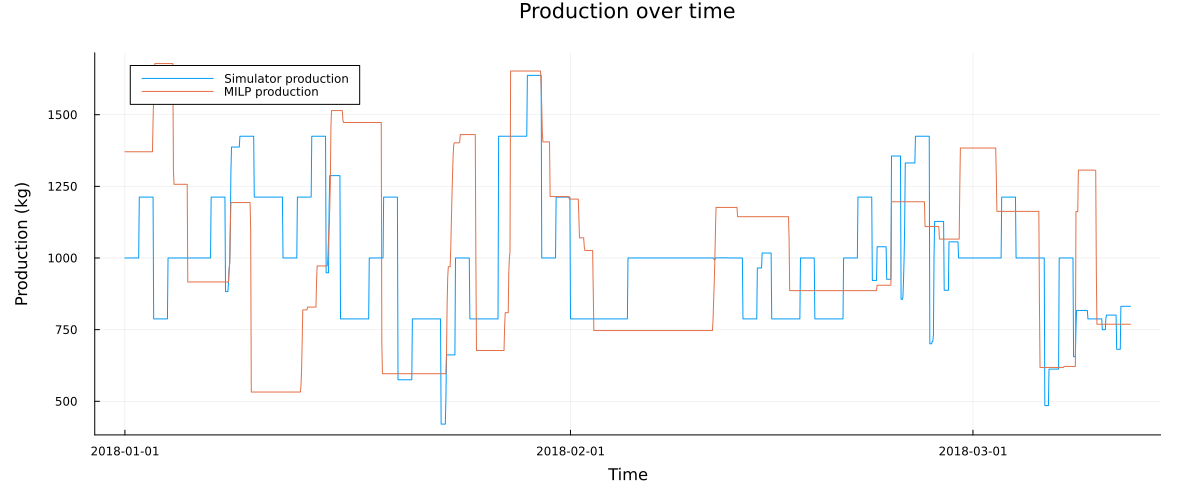 Production over time
Simulator production
MILP production
1500
1250
1000
750
500
Production (kg)
2018-01-01
2018-02-01
2018-03-01
Time